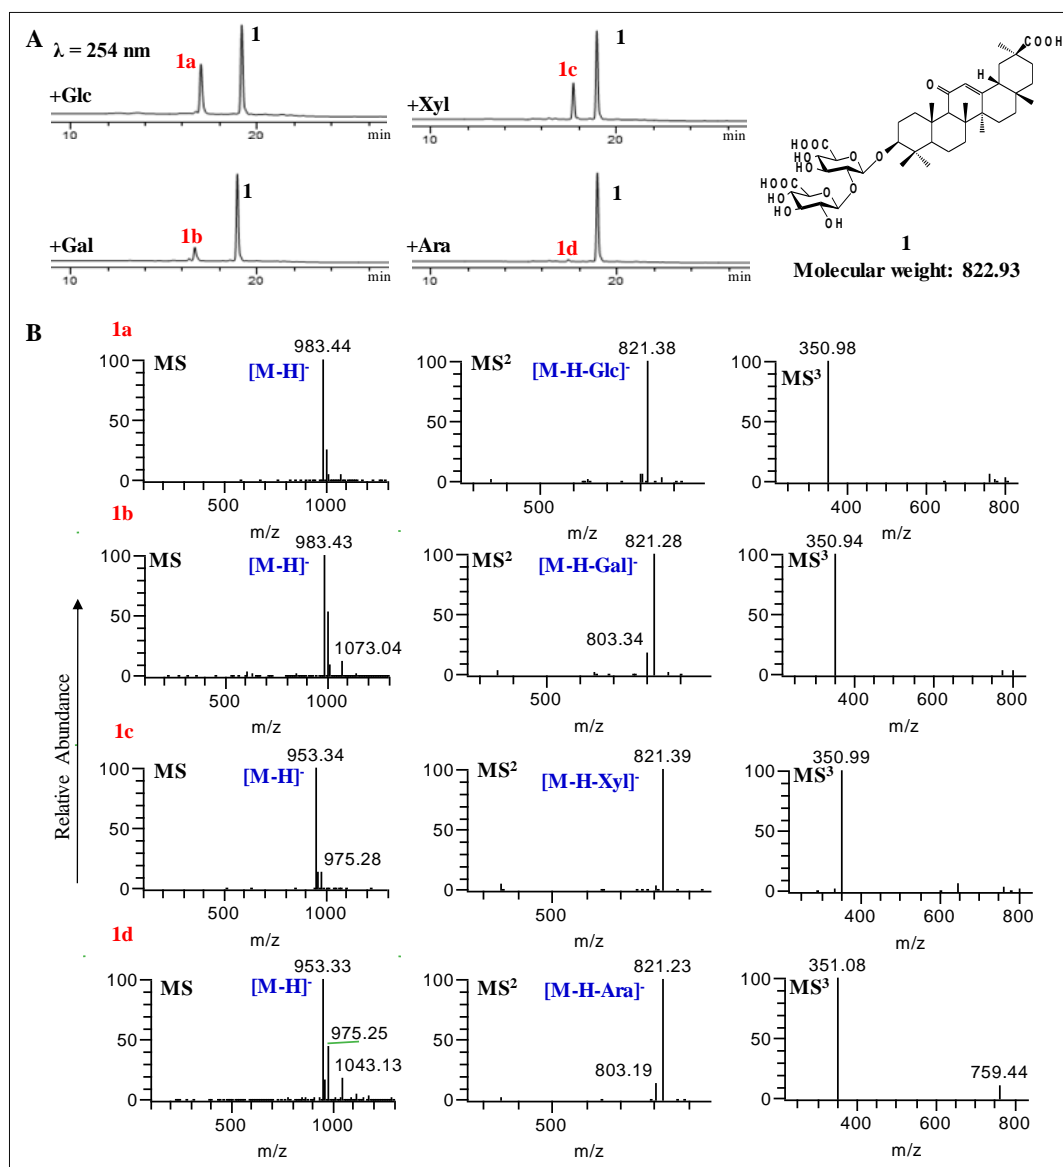 A
λ = 254 nm
1a
1
+Glc
10
20
min
1c
1
+Xyl
10
20
min
1b
1
+Gal
10
20
min
1d
1
+Ara
10
20
min
COOH
H
O
HOOC
HO
HO
O
O
O
HOOC
HO
HO
O
OH
1
Molecular weight: 822.93
B
1a
MS
983.44
[M-H]-
100
50
0
500
1000
m/z
MS2
821.38
[M-H-Glc]-
100
50
0
500
m/z
MS3
350.98
100
50
0
400
600
800
m/z
1b
MS
983.43
[M-H]-
1073.04
100
50
0
500
1000
m/z
MS2
821.28
[M-H-Gal]-
803.34
100
50
0
500
m/z
MS3
350.94
100
50
0
400
600
800
m/z
Relative Abundance
1c
MS
953.34
[M-H]-
975.28
100
50
0
500
1000
m/z
MS2
821.39
[M-H-Xyl]-
100
50
0
500
m/z
MS3
350.99
100
50
0
400
600
800
m/z
1d
MS
953.33
[M-H]-
975.25
1043.13
100
50
0
500
1000
m/z
MS2
821.23
[M-H-Ara]-
803.19
100
50
0
500
m/z
MS3
351.08
759.44
100
50
0
400
600
800
m/z